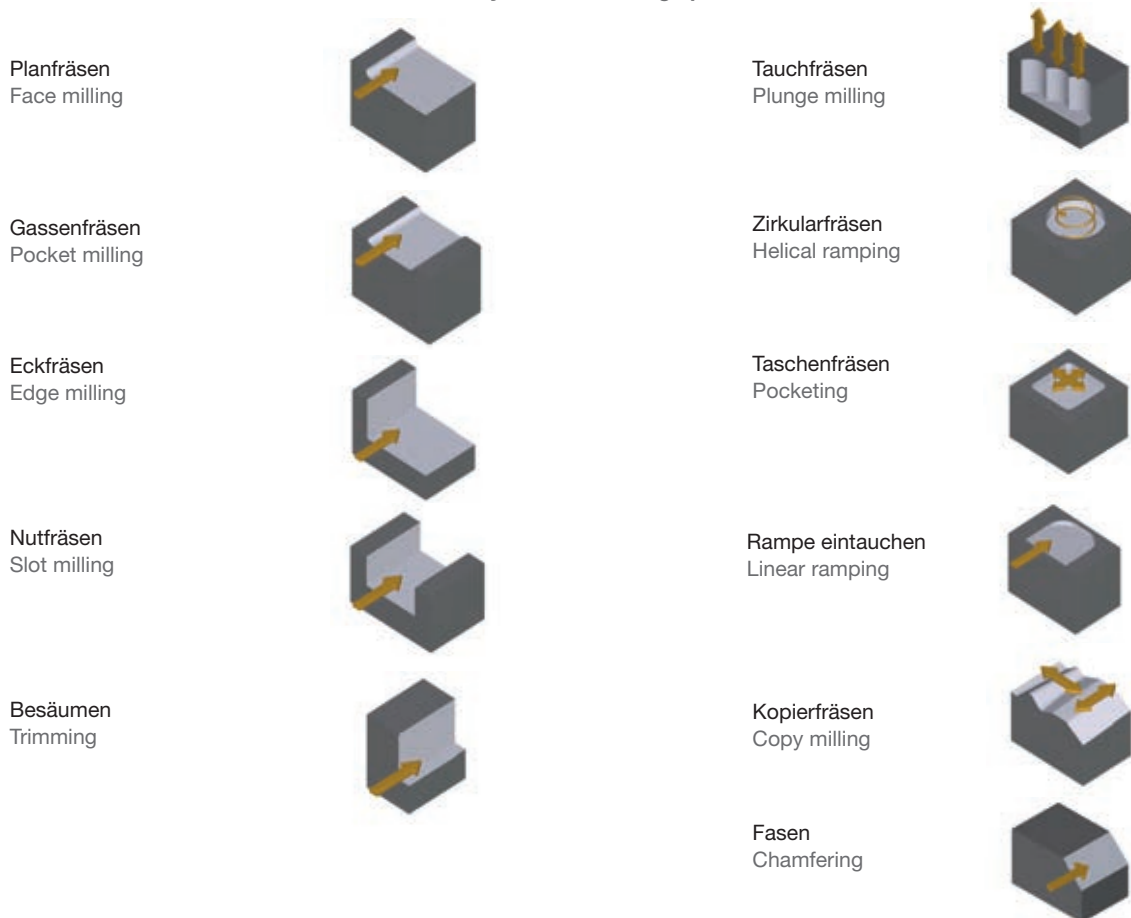 Planfräsen
Face milling
Gassenfräsen
Pocket milling
Eckfräsen
Edge milling
Nutfräsen
Slot milling
Besäumen
Trimming
Tauchfräsen
Plunge milling
Zirkularfräsen
Helical ramping
Taschenfräsen
Pocketing
Rampe eintauchen
Linear ramping
Kopierfräsen
Copy milling
Fasen
Chamfering